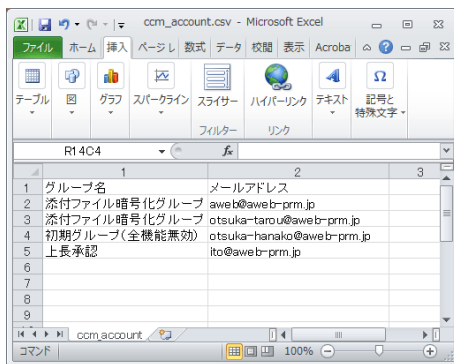 ccm_account.csv - Microsoft Excel
ファイル ホーム 挿入 ページ L 数式 データ 校閲 表示 Acroba
テーブル 図 グラフ スパークライン スライサー ハイパーリンク テキスト 記号と特殊文字
フィルター リンク
R14C4 fx
1 2 3
1 グループ名 メールアドレス
2 添付ファイル暗号化グループ aweb@aweb-prm.jp
3 添付ファイル暗号化グループ otsuka-tarou@aweb-prm.jp
4 初期グループ(全機能無効) otsuka-hanako@aweb-prm.jp
5 上長承認 ito@aweb-prm.jp
6
7
8
9
ccm_account
コマンド 100%